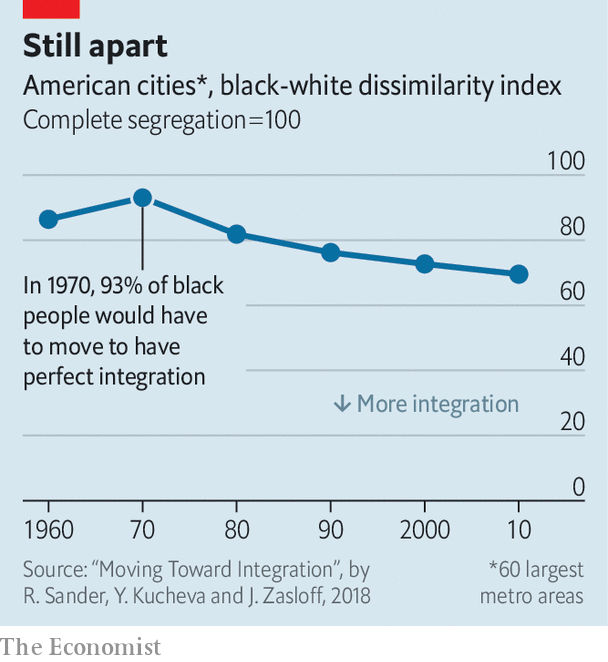 Still apart
American cities*, black-white dissimilarity index
Complete segregation=100
100
80
60
40
20
0
In 1970, 93% of black
people would have
to move to have
perfect integration
↓ More integration
1960 70 80 90 2000 10
Source: “Moving Toward Integration”, by
R. Sander, Y. Kucheva and J. Zasloff, 2018
*60 largest
metro areas
The Economist